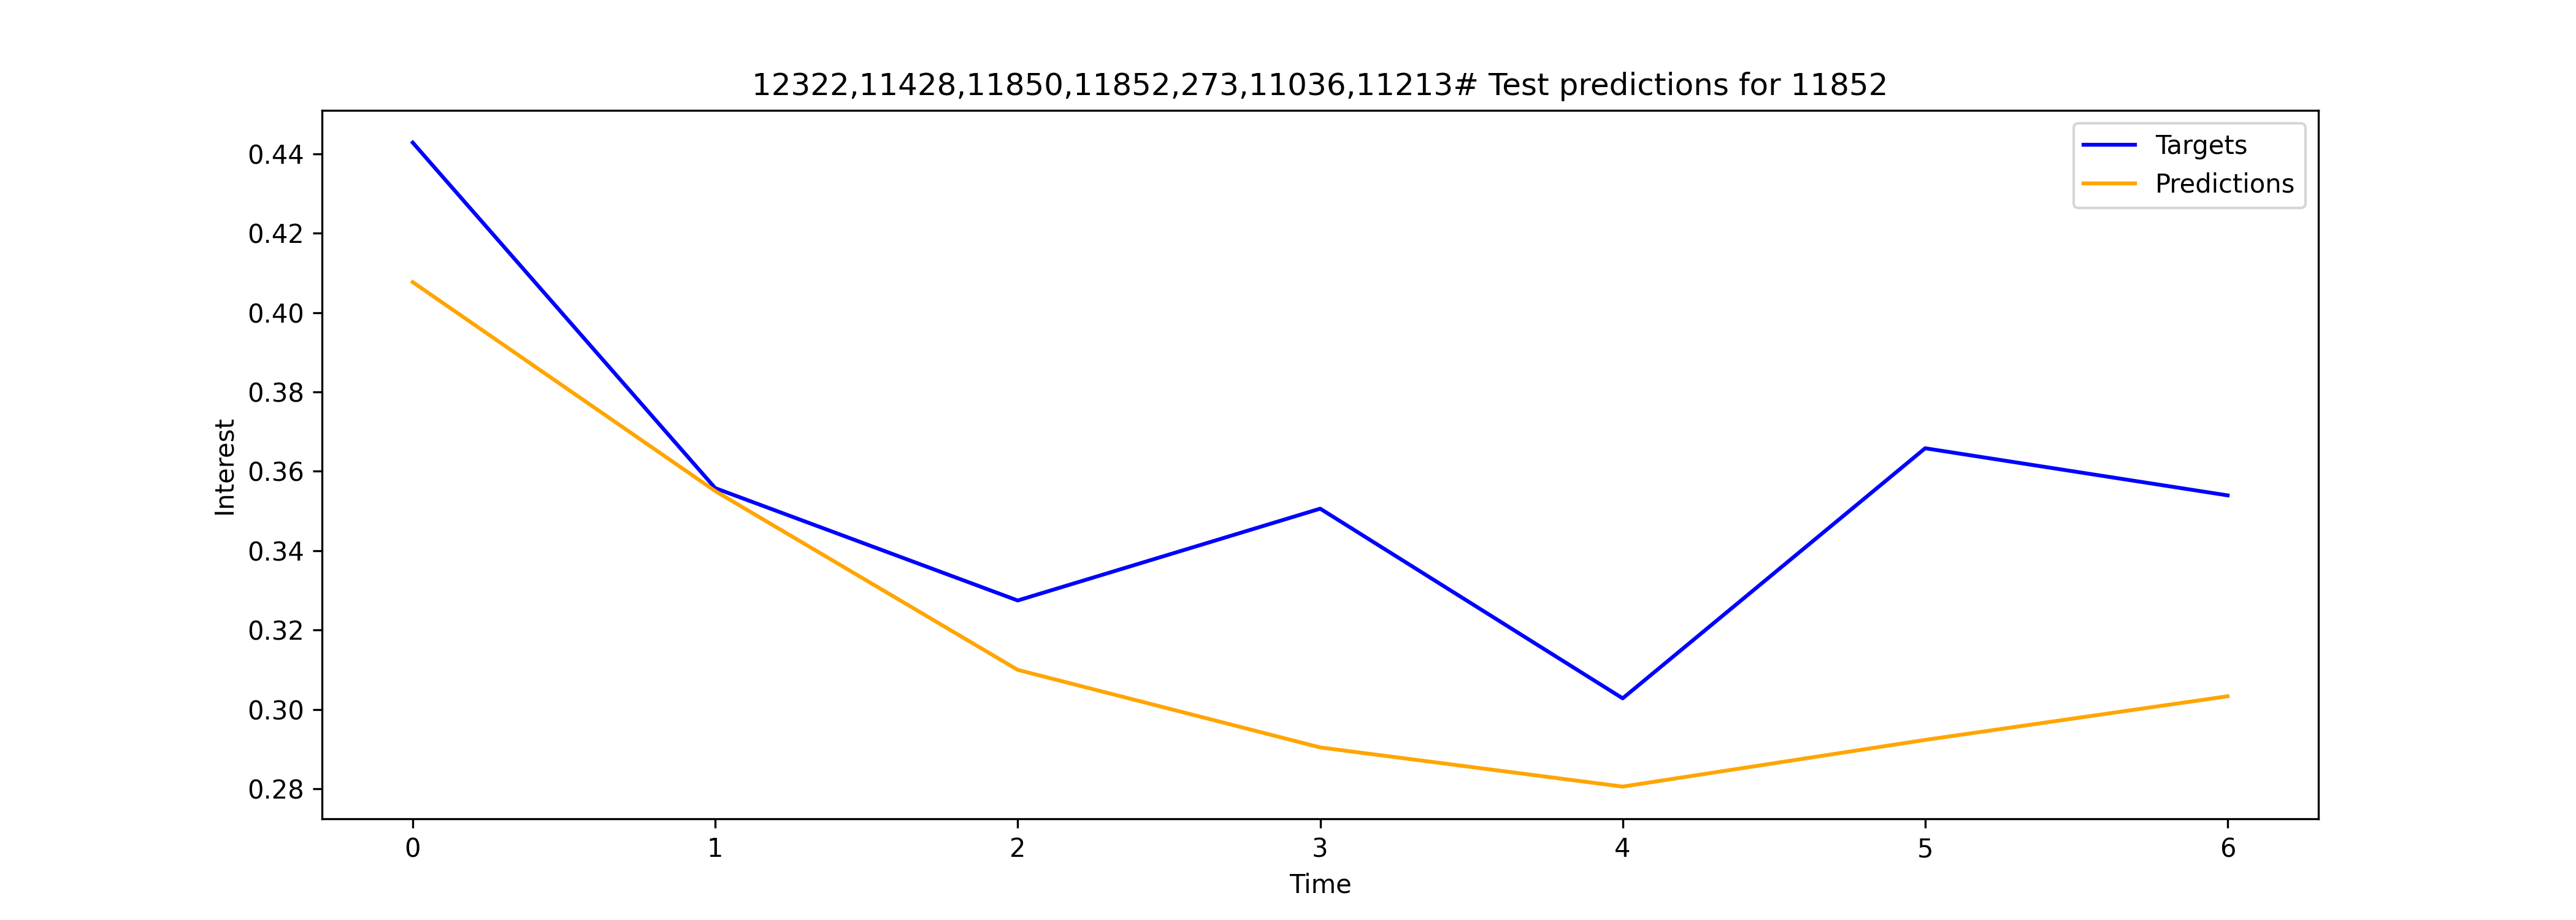 12322,11428,11850,11852,273,11036,11213# Test predictions for 11852
Targets
Predictions
Interest
0.44
0.42
0.40
0.38
0.36
0.34
0.32
0.30
0.28
0 1 2 3 4 5 6
Time